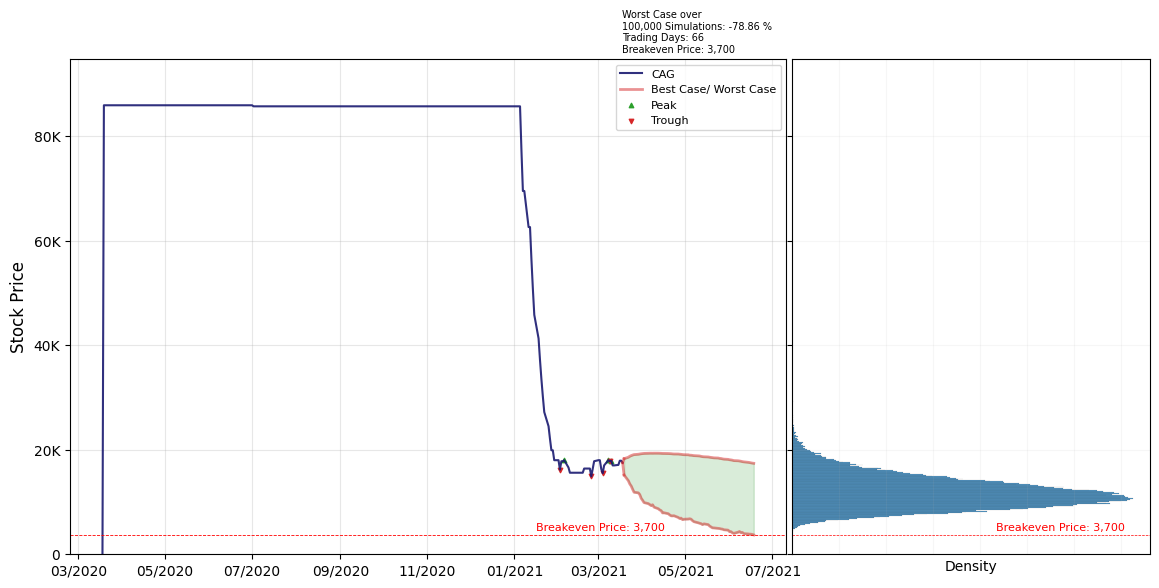 Worst Case over
100,000 Simulations: -78.86 %
Trading Days: 66
Breakeven Price: 3,700
CAG
Best Case/ Worst Case
Peak
Trough
Stock Price
80K
60K
40K
20K
0
Breakeven Price: 3,700
Breakeven Price: 3,700
03/2020 05/2020 07/2020 09/2020 11/2020 01/2021 03/2021 05/2021 07/2021
Density